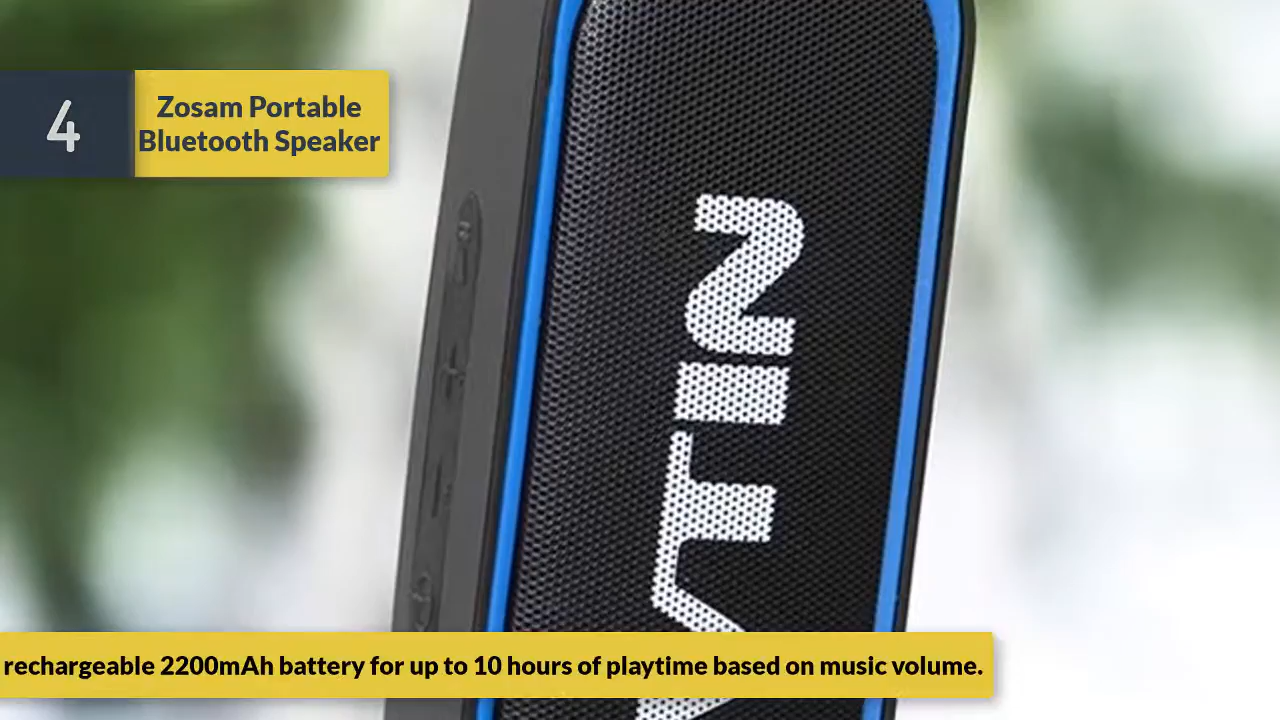 4
Zosam Portable
Bluetooth Speaker
rechargeable 2200mAh battery for up to 10 hours of playtime based on music volume.